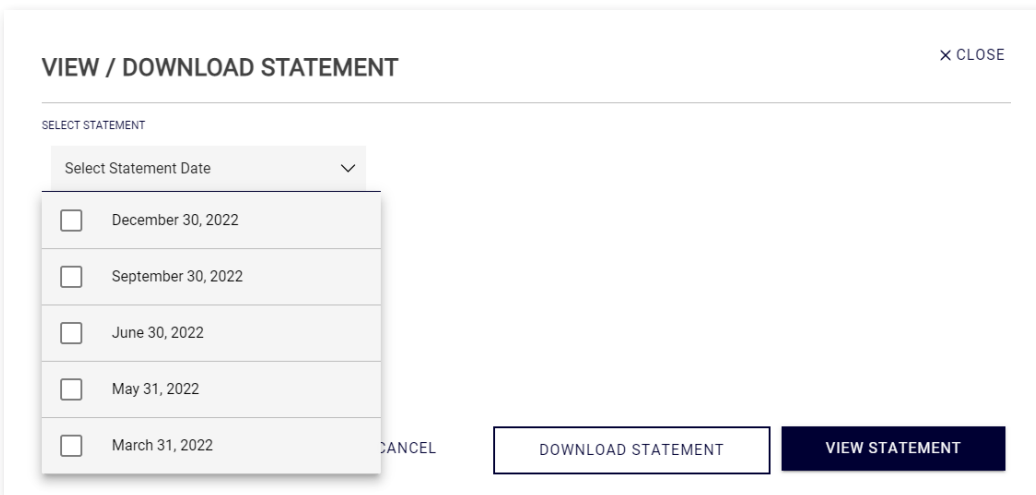 VIEW / DOWNLOAD STATEMENT
CLOSE
SELECT STATEMENT
Select Statement Date
December 30, 2022
September 30, 2022
June 30, 2022
May 31, 2022
March 31, 2022
CANCEL
DOWNLOAD STATEMENT
VIEW STATEMENT